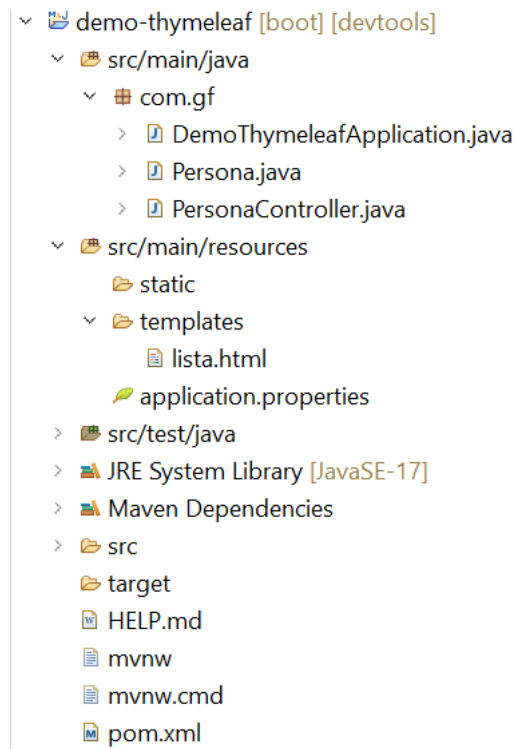 demo-thymeleaf [boot] [devtools]
src/main/java
com.gf
DemoThymeleafApplication.java
Persona.java
PersonaController.java
src/main/resources
static
templates
lista.html
application.properties
src/test/java
JRE System Library [JavaSE-17]
Maven Dependencies
src
target
HELP.md
mvnw
mvnw.cmd
pom.xml